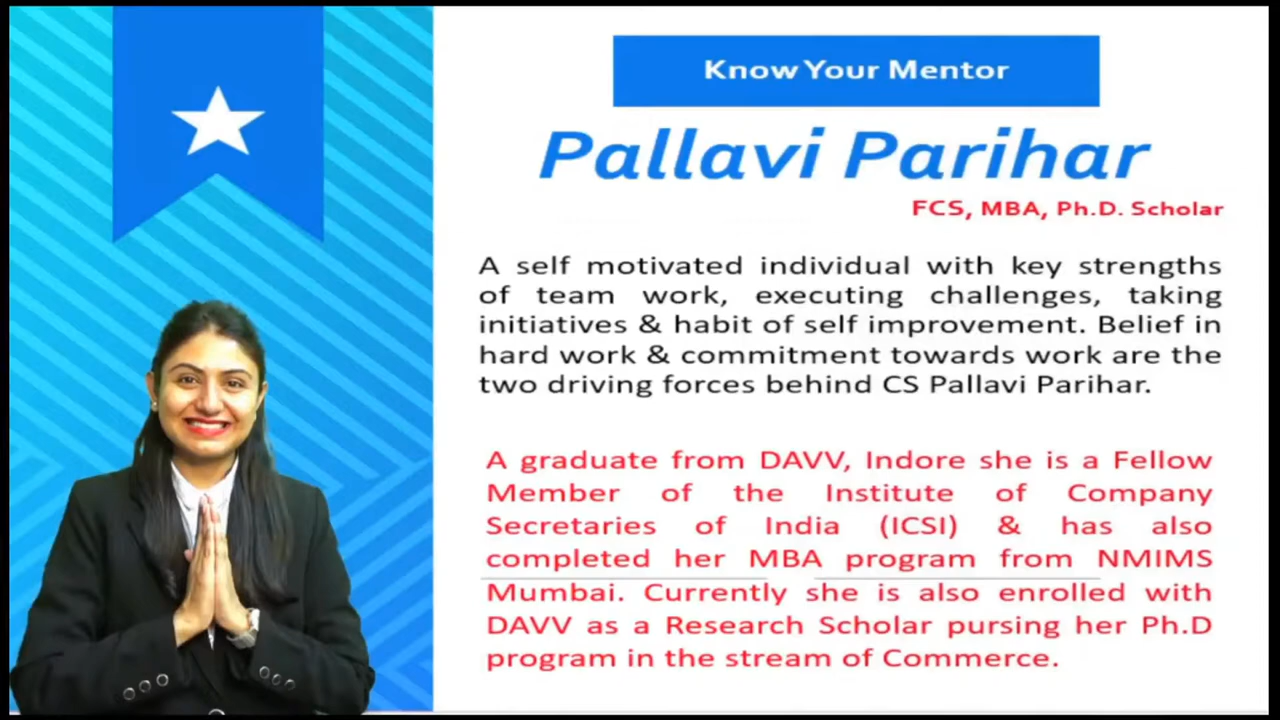 Know Your Mentor
Pallavi Parihar
FCS, MBA, Ph.D. Scholar
A self motivated individual with key strengths
of team work, executing challenges, taking
initiatives & habit of self improvement. Belief in
hard work & commitment towards work are the
two driving forces behind CS Pallavi Parihar.
A graduate from DAVV, Indore she is a Fellow
Member of the Institute of Company
Secretaries of India (ICSI) & has also
completed her MBA program from NMIMS
Mumbai. Currently she is also enrolled with
DAVV as a Research Scholar pursing her Ph.D
program in the stream of Commerce.